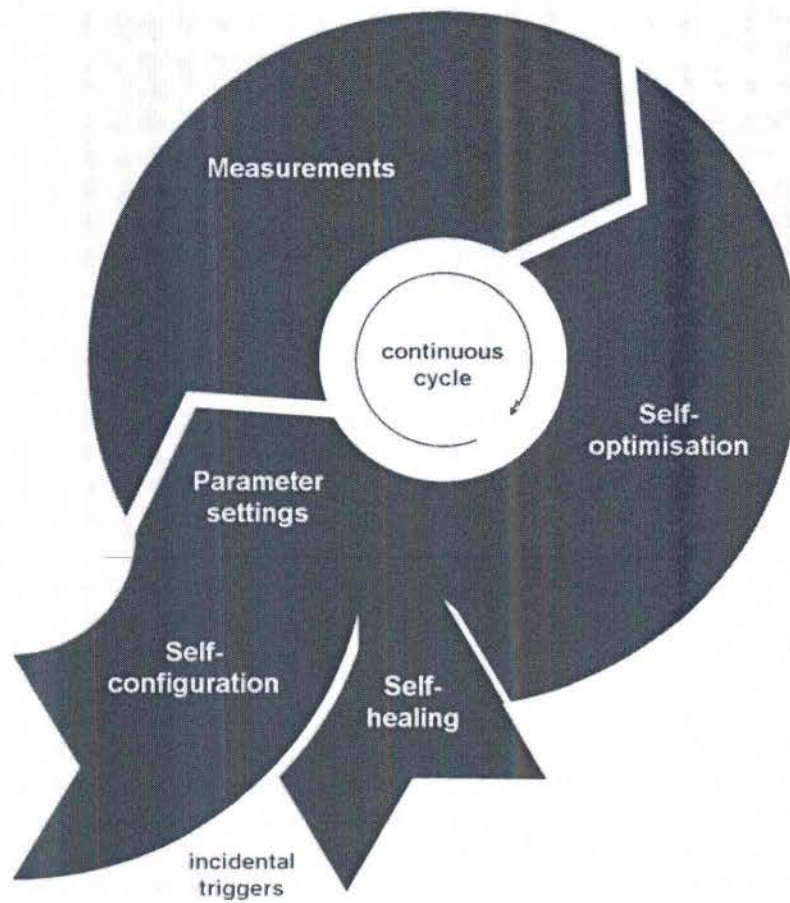 Measurements
continuous
cycle
Self-
optimisation
Parameter
settings
Self-
configuration
Self-
healing
incidental
triggers